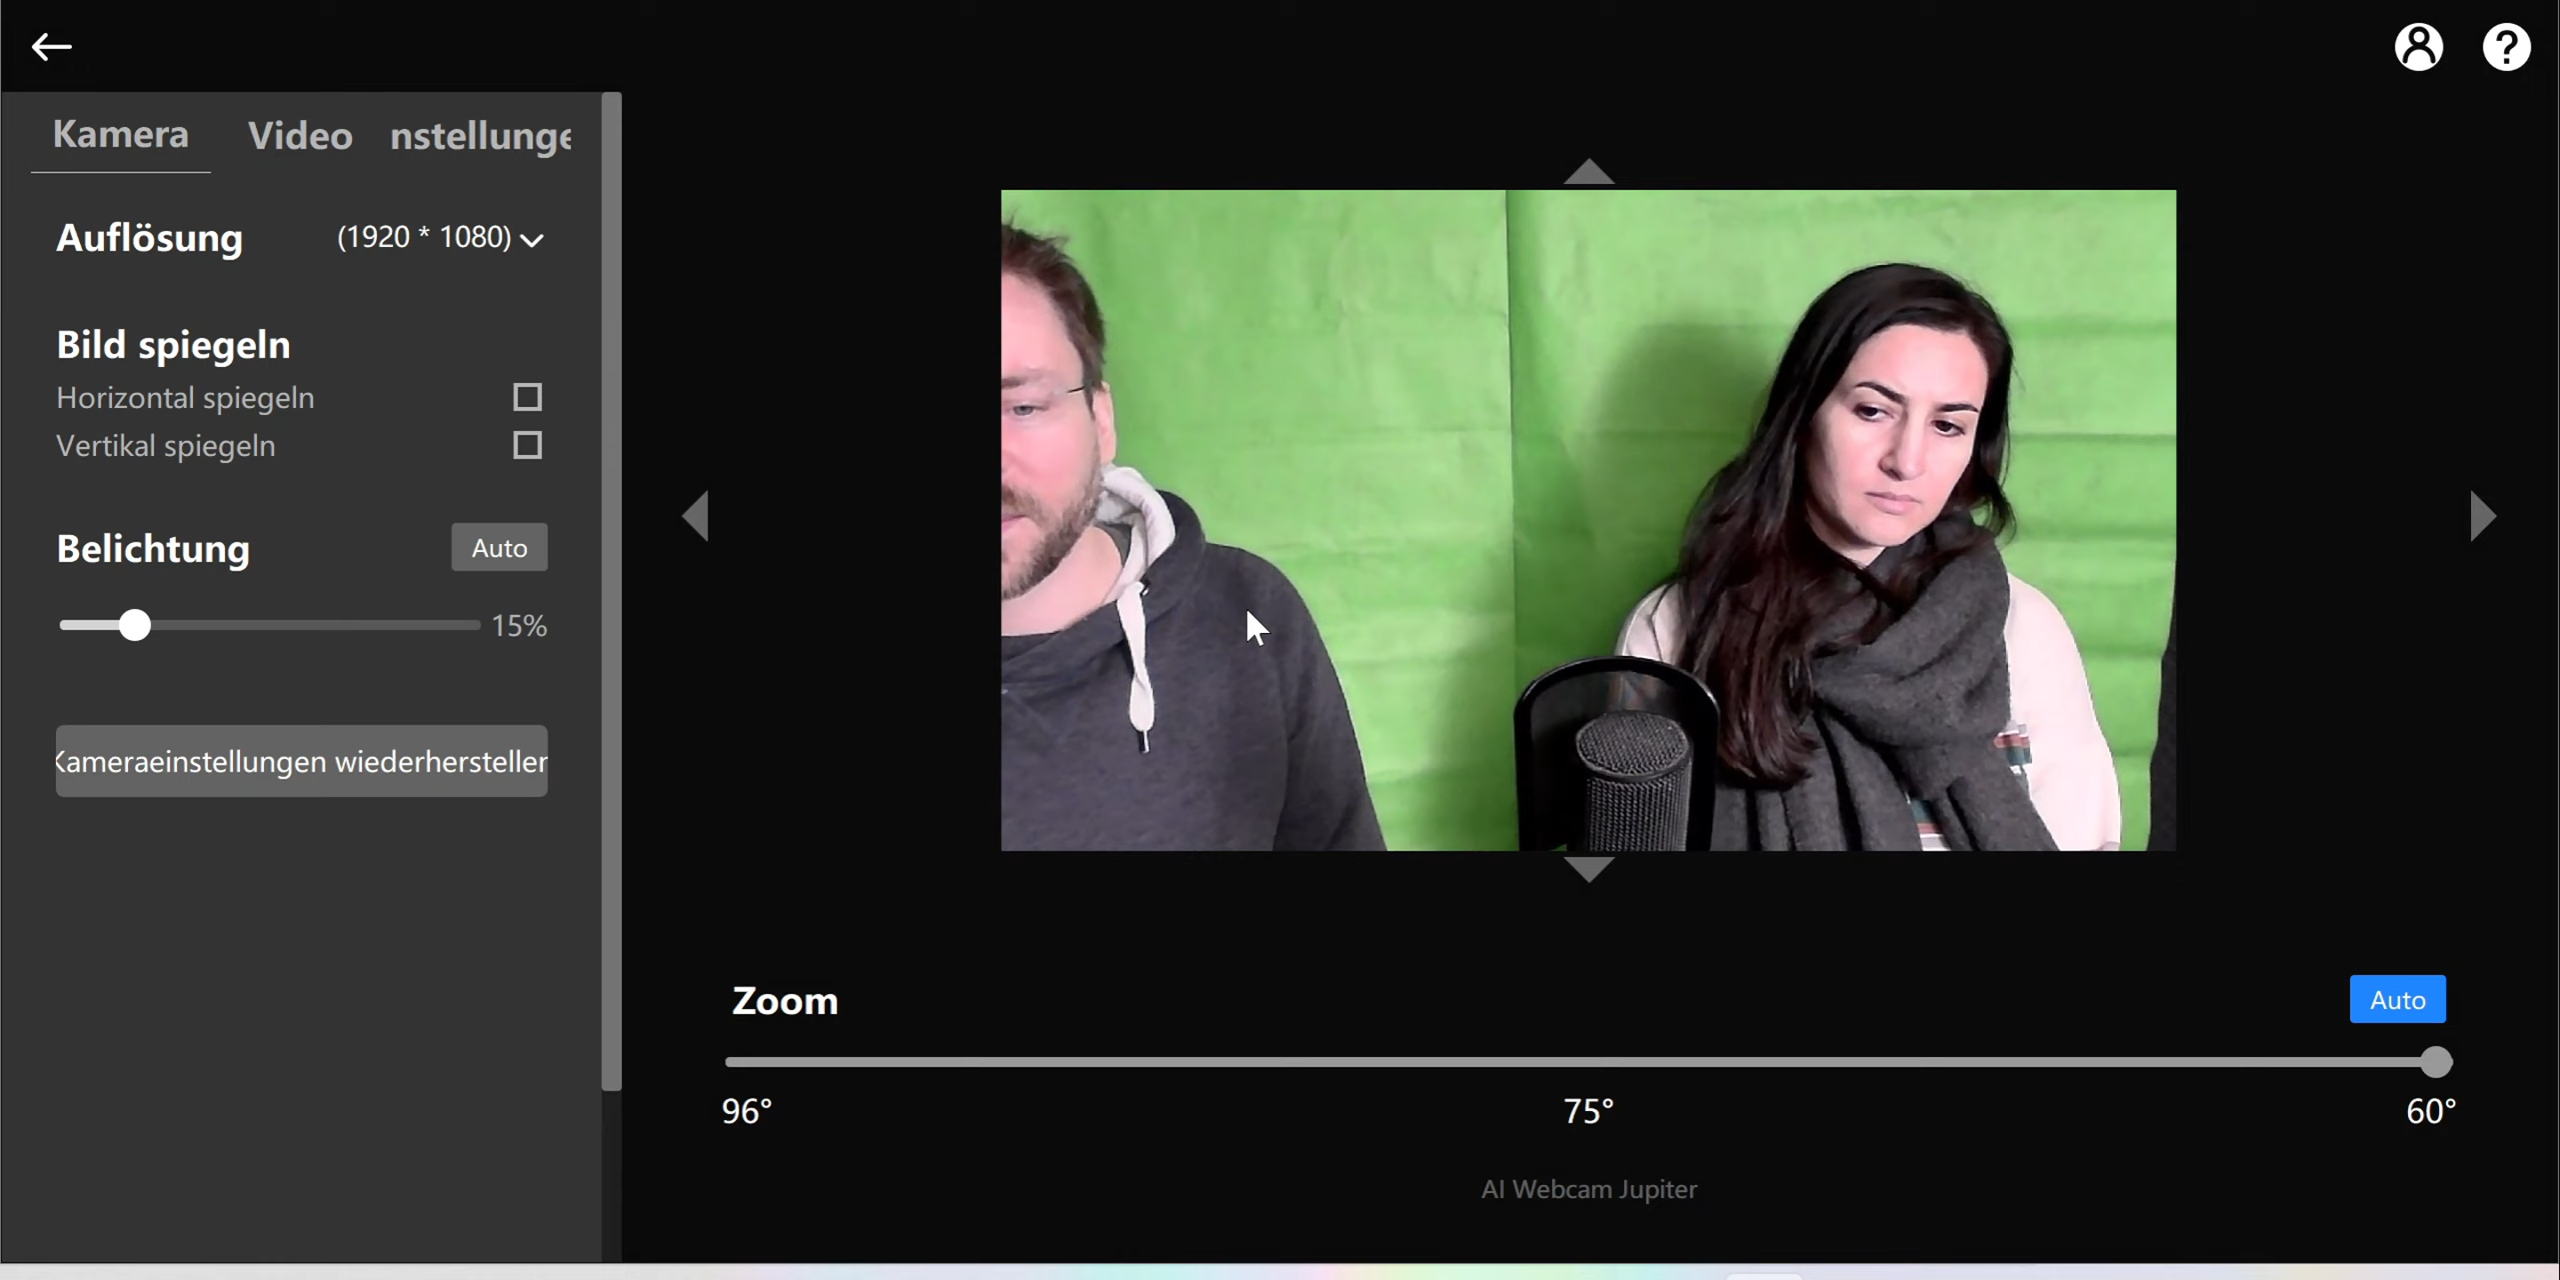 Kamera Video nstellunge
Auflösung (1920 * 1080)
Bild spiegeln
Horizontal spiegeln
Vertikal spiegeln
Belichtung Auto
15%
Kameraeinstellungen wiederhersteller
Zoom Auto
96° 75° 60°
AI Webcam Jupiter